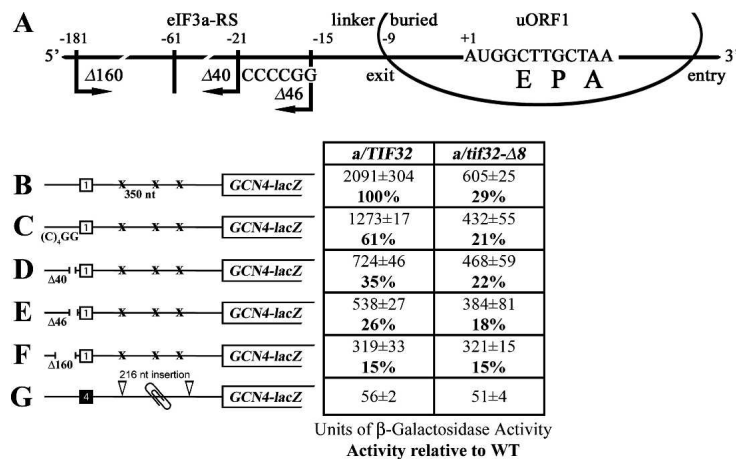 A
eIF3a-RS linker buried uORF1
-181 -61 -21 -15 -9 +1
5' AUGGCTTGCTAA 3'
Δ160 Δ40 CCCCGG exit E P A entry
Δ46
a/TIF32 a/tif32-Δ8
B 1 x x x GCN4-lacZ 2091±304 605±25
350 nt 100% 29%
C 1 x x x GCN4-lacZ 1273±17 432±55
(C)4GG 61% 21%
D 1 x x x GCN4-lacZ 724±46 468±59
Δ40 35% 22%
E 1 x x x GCN4-lacZ 538±27 384±81
Δ46 26% 18%
F 1 x x x GCN4-lacZ 319±33 321±15
Δ160 15% 15%
216 nt insertion
G 4 GCN4-lacZ 56±2 51±4
Units of β-Galactosidase Activity
Activity relative to WT